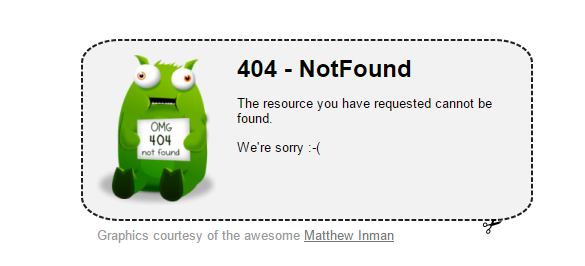 404 - NotFound
The resource you have requested cannot be
found.
We're sorry :-(
OMG
404
not found
Graphics courtesy of the awesome Matthew Inman